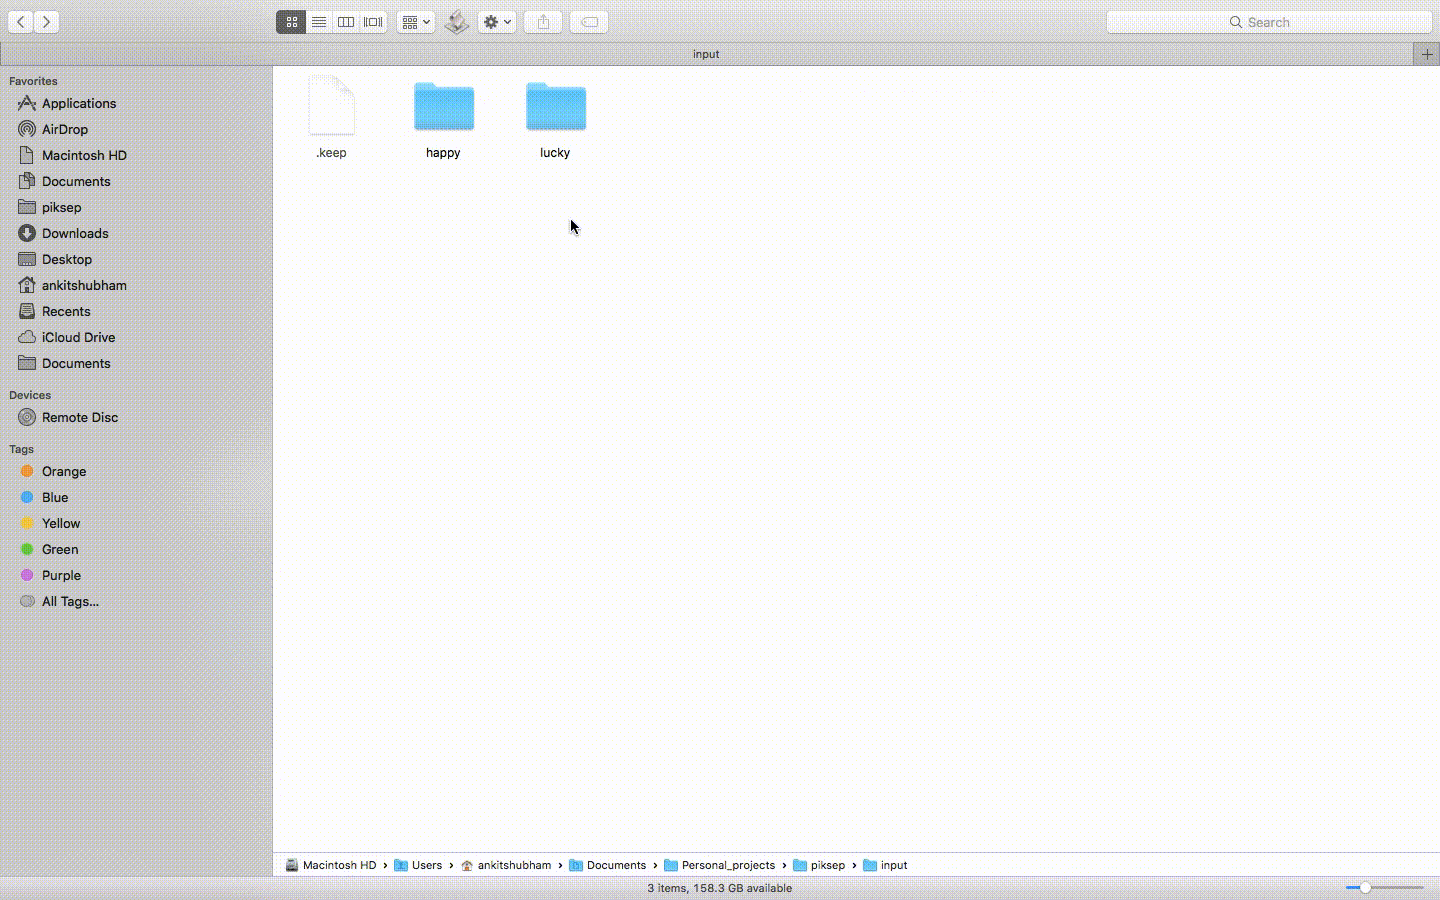 Search
input
Favorites
Applications
AirDrop
Macintosh HD
Documents
piksep
Downloads
Desktop
ankitshubham
Recents
iCloud Drive
Documents
Devices
Remote Disc
Tags
Orange
Blue
Yellow
Green
Purple
All Tags...
.keep happy lucky
Macintosh HD › Users › ankitshubham › Documents › Personal_projects › piksep › input
3 items, 158.3 GB available